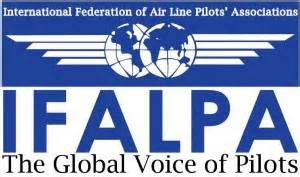 International Federation of Air Line Pilots' Associations
IFALPA
The Global Voice of Pilots